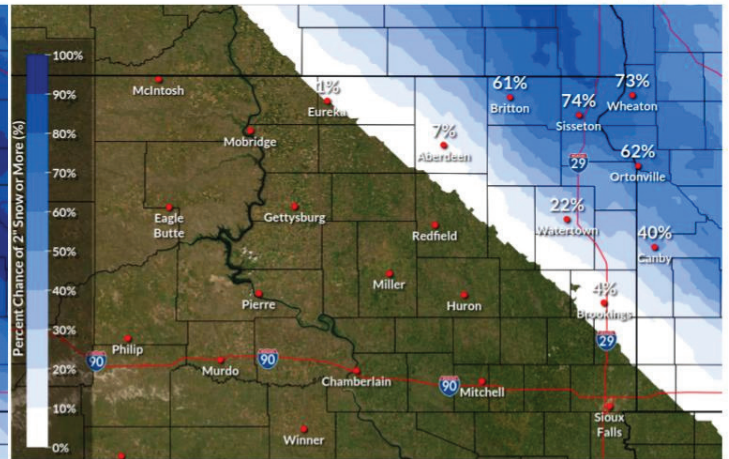 Percent Chance of 2" Snow or More (%)
100%
90%
80%
70%
60%
50%
40%
30%
20%
10%
0%
McIntosh
1%
Eureka
61%
Britton
74%
Sisseton
73%
Wheaton
Mobridge
7%
Aberdeen
29
62%
Ortonville
Eagle
Butte
Gettysburg
Redfield
22%
Watertown
40%
Canby
Pierre
Miller
Huron
4%
Brookings
29
Philip
90
Murdo
90
Chamberlain
90
Mitchell
Sioux
Falls
Winner